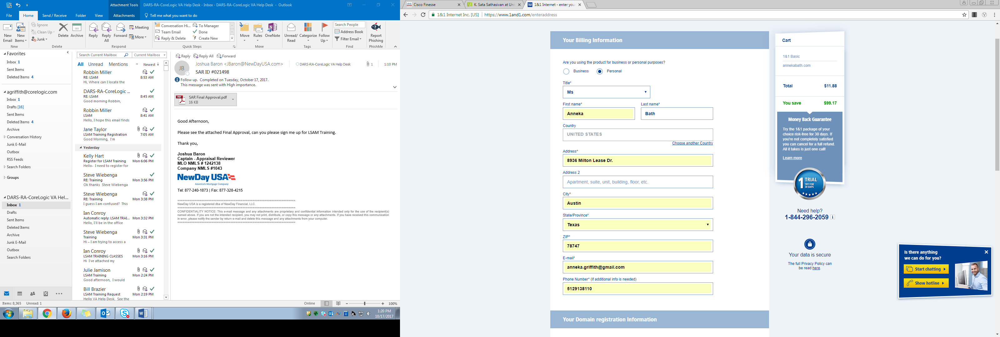 Attachment Tools
DARS-RA-CoreLogic VA Help Desk - Inbox - DARS-RA-CoreLogic VA Help Desk - Outlook
File Home Send / Receive Folder View Attachments Tell me what you want to do
Ignore
Clean Up
Junk
New Email
New Items
Delete Archive
Reply
Reply All
Forward
Meeting
More
Conversation Hi...
Team Email
Reply & Delete
To Manager
Done
Create New
Move
Rules
OneNote
Unread/ Read
Categorize
Follow Up
Search People
Address Book
Filter Email
Report Phishing
New Delete Respond Quick Steps Move Tags Find PhishMe
Favorites
Inbox 1
Sent Items
Deleted Items 4
agriffith@corelogic.com
Inbox 1
Drafts [16]
Sent Items
Deleted Items 4
Archive
Conversation History
Junk E-Mail
Outbox
RSS Feeds
Search Folders
Groups
DARS-RA-CoreLogic VA Hel...
Inbox 1
Drafts
Sent Items
Deleted Items
Archive
Junk E-Mail
Outbox
Search Folders
Items: 8,365 Unread: 1
Search Current Mailbox Current Mailbox
All Unread Mentions Newest
Robbin Miller
RE: LSAM 8:53 AM
Hi, Where can I locate the
DARS-RA-CoreLogic ...
RE: LSAM 8:45 AM
Good morning Robbin,
Robbin Miller
LSAM 8:41 AM
Hello, I hope this email finds
Jane Taylor
LSAM Training Registration 7:05 AM
Good Morning, I'm
Yesterday
Kelly Hart
Register for LSAM Training Mon 6:06 PM
Hello- I need to register for
Steve Wiebenga
RE: Training Mon 3:56 PM
Ok thanks Steve Wiebenga
Steve Wiebenga
RE: Training Mon 3:38 PM
I guess I am confused? This
Ian Conroy
Automatic reply: LSAM TRAI... Mon 3:32 PM
Hello, I'll be in the office
Steve Wiebenga
Training Mon 3:31 PM
Hi – I am trying to access a
Ian Conroy
LSAM TRAINING CLASSES Mon 3:16 PM
Hi I've attached my
Julie Jamison
LSAM Training Mon 2:24 PM
Good afternoon, I would
Bill Brazier
LSAM Training Request Mon 2:19 PM
Hello VA Help Desk, See the
Reply Reply All Forward
JB
Joshua Baron <JBaron@NewDayUSA.com> DARS-RA-CoreLogic VA Help Desk 1 1:10 PM
SAR ID #021498
Follow up. Completed on Tuesday, October 17, 2017.
This message was sent with High importance.
PDF
SAR Final Approval.pdf
16 KB
Good Afternoon,
Please see the attached Final Approval, can you please sign me up for LSAM Training.
Thank you,
Joshua Baron
Captain - Appraisal Reviewer
MLO NMLS # 1242138
Company NMLS #1043
NewDay USA
America's Mortgage Company
Tel: 877-240-1873 | Fax: 877-328-4215
NewDay USA is a registered dba of NewDay Financial, LLC.
CONFIDENTIALITY NOTICE: This e-mail message and any attachments are proprietary and confidential information intended only for the use of the recipient(s)
named above. If you are not the intended recipient, you may not print, distribute, or copy this message or any attachments. If you have received this communication
in error, please notify the sender by return e-mail and delete this message and any attachments from your computer.
Online 100%
1:20 PM
10/17/2017
Cisco Finesse
K. Sata Sathasivan at Uni
1&1 Internet - enter you
1&1 Internet Inc. [US] https://www.1and1.com/enteraddress
Your Billing Information
Are you using the product for business or personal purposes?
Business Personal
Title*
Ms
First name* Last name*
Anneka Bath
Country
UNITED STATES
Choose another Country
Address*
8936 Milton Lease Dr.
Address 2
Apartment, suite, unit, building, floor, etc.
City*
Austin
State/Province*
Texas
ZIP*
78747
E-mail*
anneka.griffith@gmail.com
Phone Number* (if additional info is needed)
5129138110
Your Domain registration Information
Cart
1&1 Basic
annekabath.com
Total $11.88
You save $99.17
Money Back Guarantee
Try the 1&1 package of your
choice risk-free for 30 days. If
you're not completely satisfied
you can cancel for a full refund.
All it takes is just one call!
Learn more
1 TRIAL
TRY FOR
30 DAYS
Need help?
1-844-296-2059
Your data is secure
The full Privacy Policy can
be read here.
Is there anything
we can do for you?
Start chatting
Show hotline